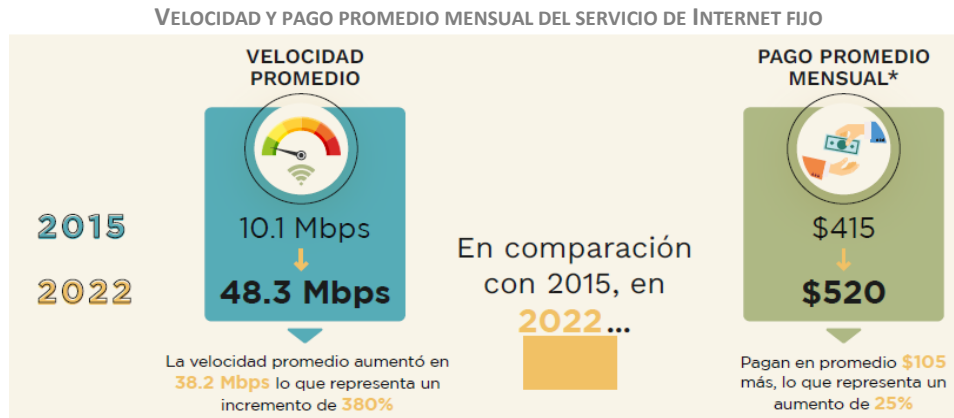 VELOCIDAD Y PAGO PROMEDIO MENSUAL DEL SERVICIO DE INTERNET FIJO
VELOCIDAD
PROMEDIO
PAGO PROMEDIO
MENSUAL*
2015
10.1 Mbps
$415
2022
48.3 Mbps
$520
En comparación
con 2015, en
2022...
La velocidad promedio aumentó en
38.2 Mbps lo que representa un
incremento de 380%
Pagan en promedio $105
más, lo que representa un
aumento de 25%